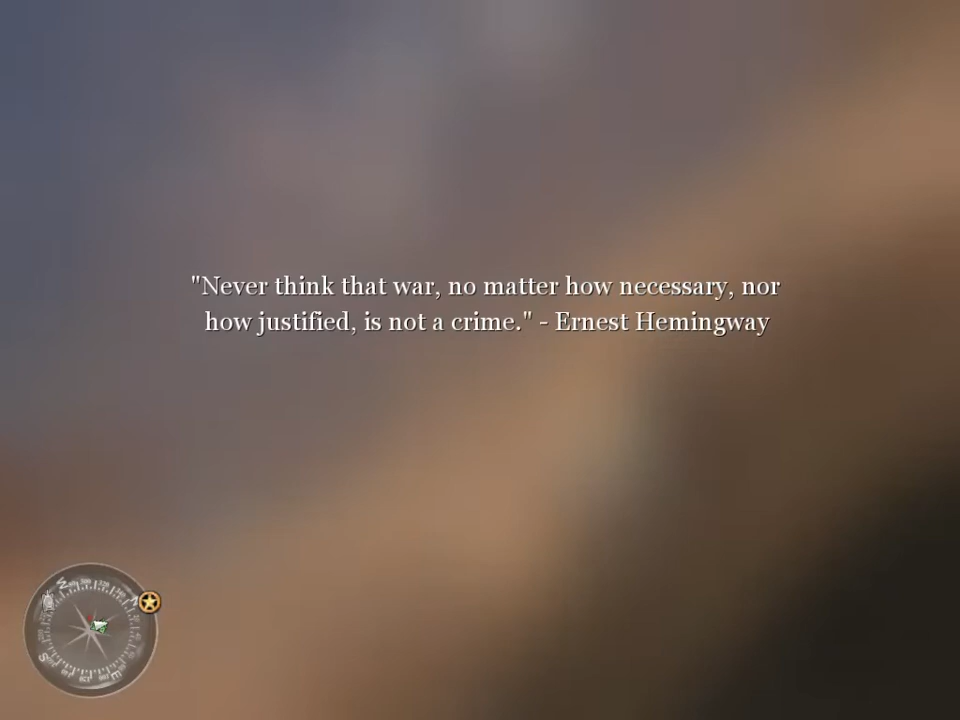 "Never think that war, no matter how necessary, nor
how justified, is not a crime." - Ernest Hemingway